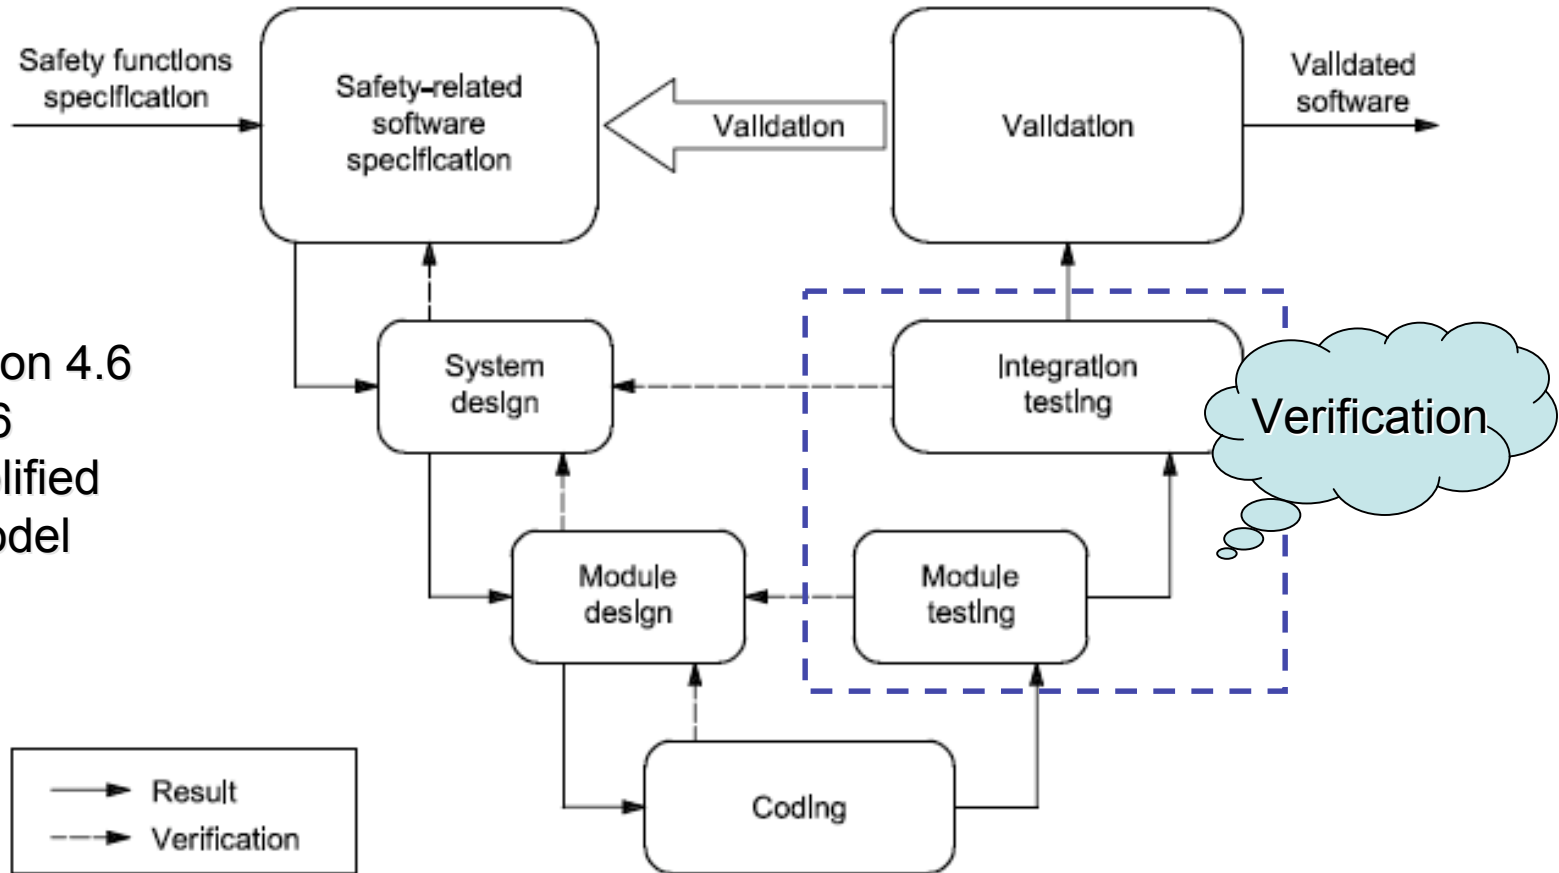 Safety functions
specification
Safety-related
software
specification
Validation
Validation
Validated
software
on 4.6
6
lified
odel
System
design
Integration
testing
Verification
Module
design
Module
testing
Coding
Result
Verification